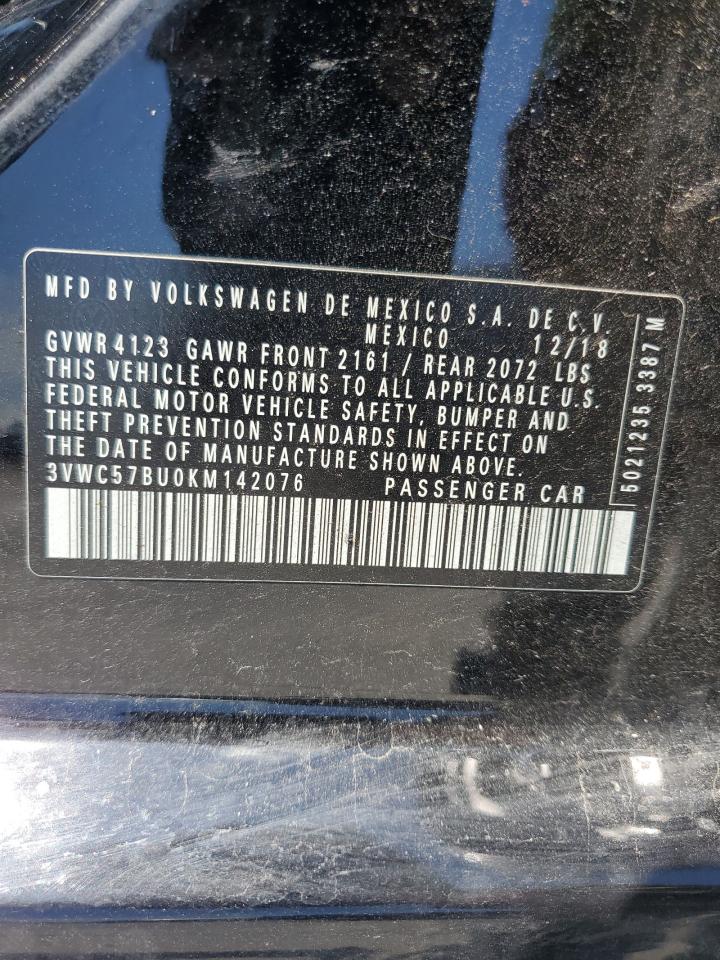 MFD BY VOLKSWAGEN DE MEXICO S.A. DE C.V.
MEXICO 12/18
GVWR 4123 GAWR FRONT 2161 / REAR 2072 LBS
THIS VEHICLE CONFORMS TO ALL APPLICABLE U.S.
FEDERAL MOTOR VEHICLE SAFETY, BUMPER AND
THEFT PREVENTION STANDARDS IN EFFECT ON
THE DATE OF MANUFACTURE SHOWN ABOVE.
3VWC57BU0KM142076 PASSENGER CAR
5021235 3387 M